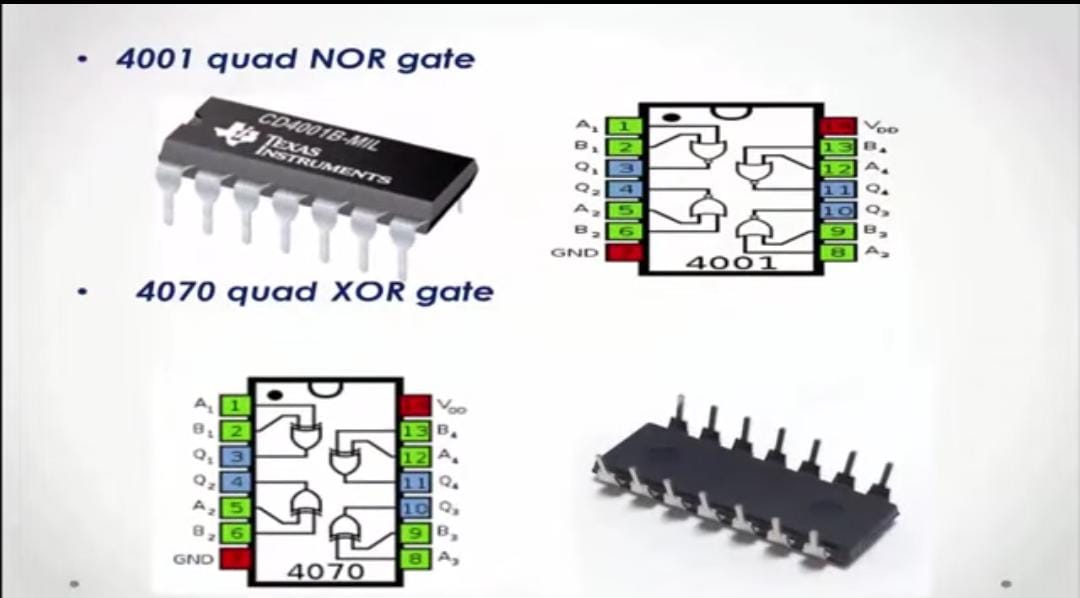 • 4001 quad NOR gate
CD4001B-MIL
TEXAS
INSTRUMENTS
A₁ 1
B₁ 2
Q₁ 3
Q₂ 4
A₂ 5
B₂ 6
GND 7
14 VDD
13 B₄
12 A₄
11 Q₄
10 Q₃
9 B₃
8 A₃
4001
• 4070 quad XOR gate
A₁ 1
B₁ 2
Q₁ 3
Q₂ 4
A₂ 5
B₂ 6
GND 7
14 VDD
13 B₄
12 A₄
11 Q₄
10 Q₃
9 B₃
8 A₃
4070